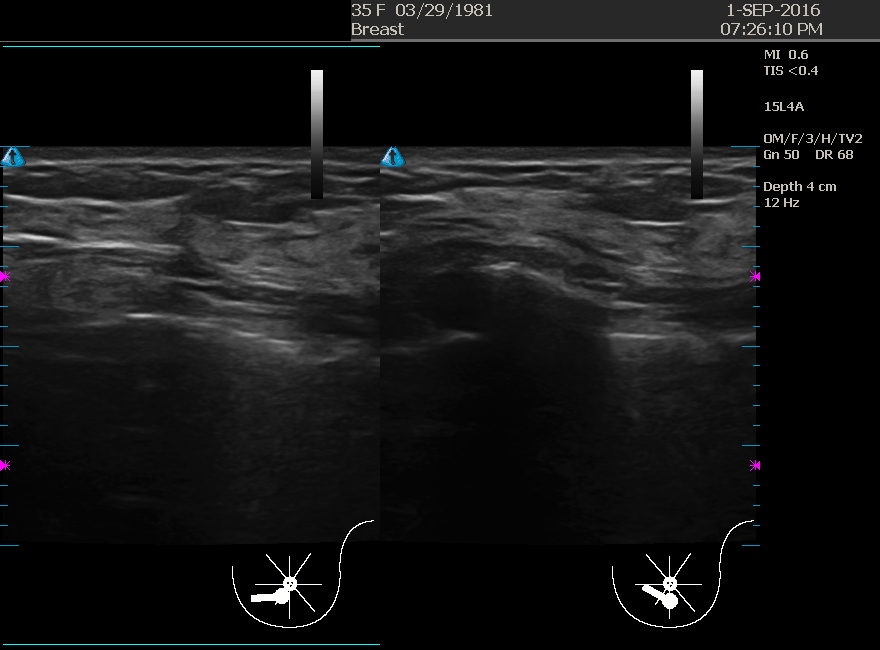 35 F 03/29/1981 1-SEP-2016
Breast 07:26:10 PM
MI 0.6
TIS <0.4
15L4A
OM/F/3/H/TV2
Gn 50 DR 68
Depth 4 cm
12 Hz